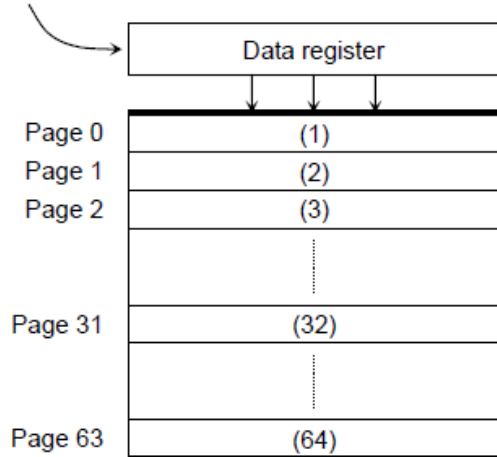 Data register
Page 0 (1)
Page 1 (2)
Page 2 (3)
Page 31 (32)
Page 63 (64)